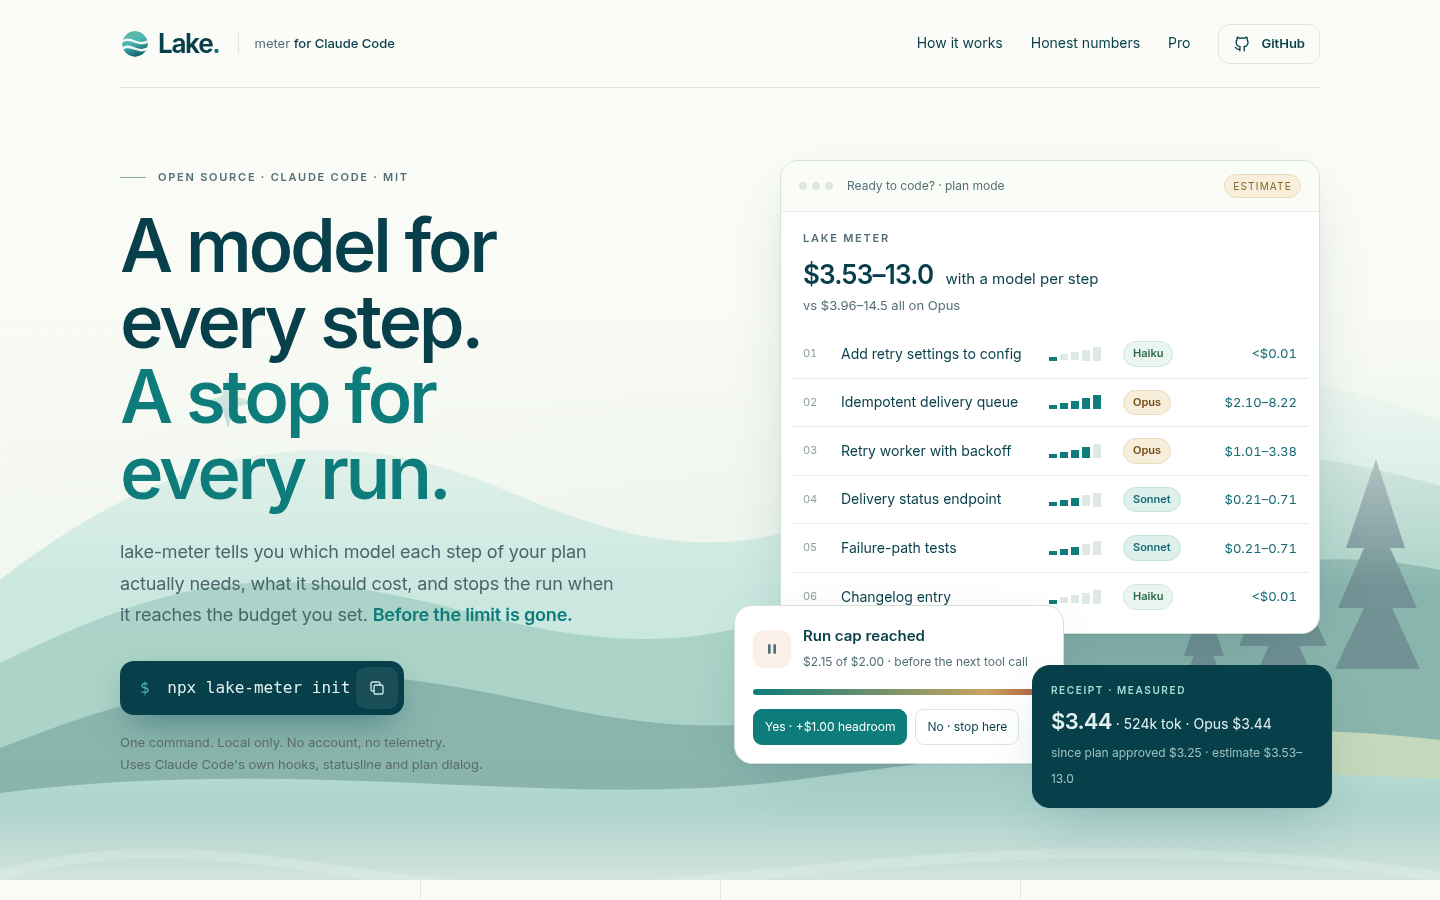 Lake.
meter for Claude Code
How it works
Honest numbers
Pro
GitHub
OPEN SOURCE · CLAUDE CODE · MIT
A model for
every step.
A stop for
every run.
lake-meter tells you which model each step of your plan
actually needs, what it should cost, and stops the run when
it reaches the budget you set. Before the limit is gone.
$ npx lake-meter init
One command. Local only. No account, no telemetry.
Uses Claude Code's own hooks, statusline and plan dialog.
Ready to code? · plan mode
ESTIMATE
LAKE METER
$3.53–13.0 with a model per step
vs $3.96–14.5 all on Opus
01 Add retry settings to config Haiku <$0.01
02 Idempotent delivery queue Opus $2.10–8.22
03 Retry worker with backoff Opus $1.01–3.38
04 Delivery status endpoint Sonnet $0.21–0.71
05 Failure-path tests Sonnet $0.21–0.71
06 Changelog entry Haiku <$0.01
Run cap reached
$2.15 of $2.00 · before the next tool call
Yes · +$1.00 headroom
No · stop here
RECEIPT · MEASURED
$3.44 · 524k tok · Opus $3.44
since plan approved $3.25 · estimate $3.53–
13.0